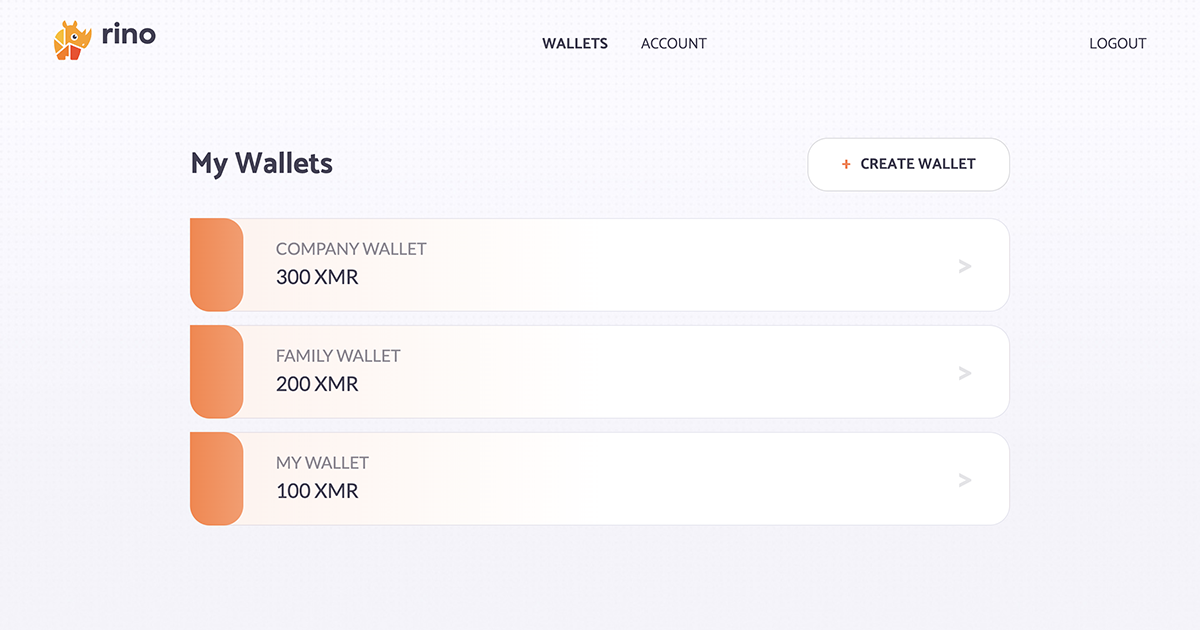 rino
WALLETS
ACCOUNT
LOGOUT
My Wallets
+ CREATE WALLET
COMPANY WALLET
300 XMR
>
FAMILY WALLET
200 XMR
>
MY WALLET
100 XMR
>